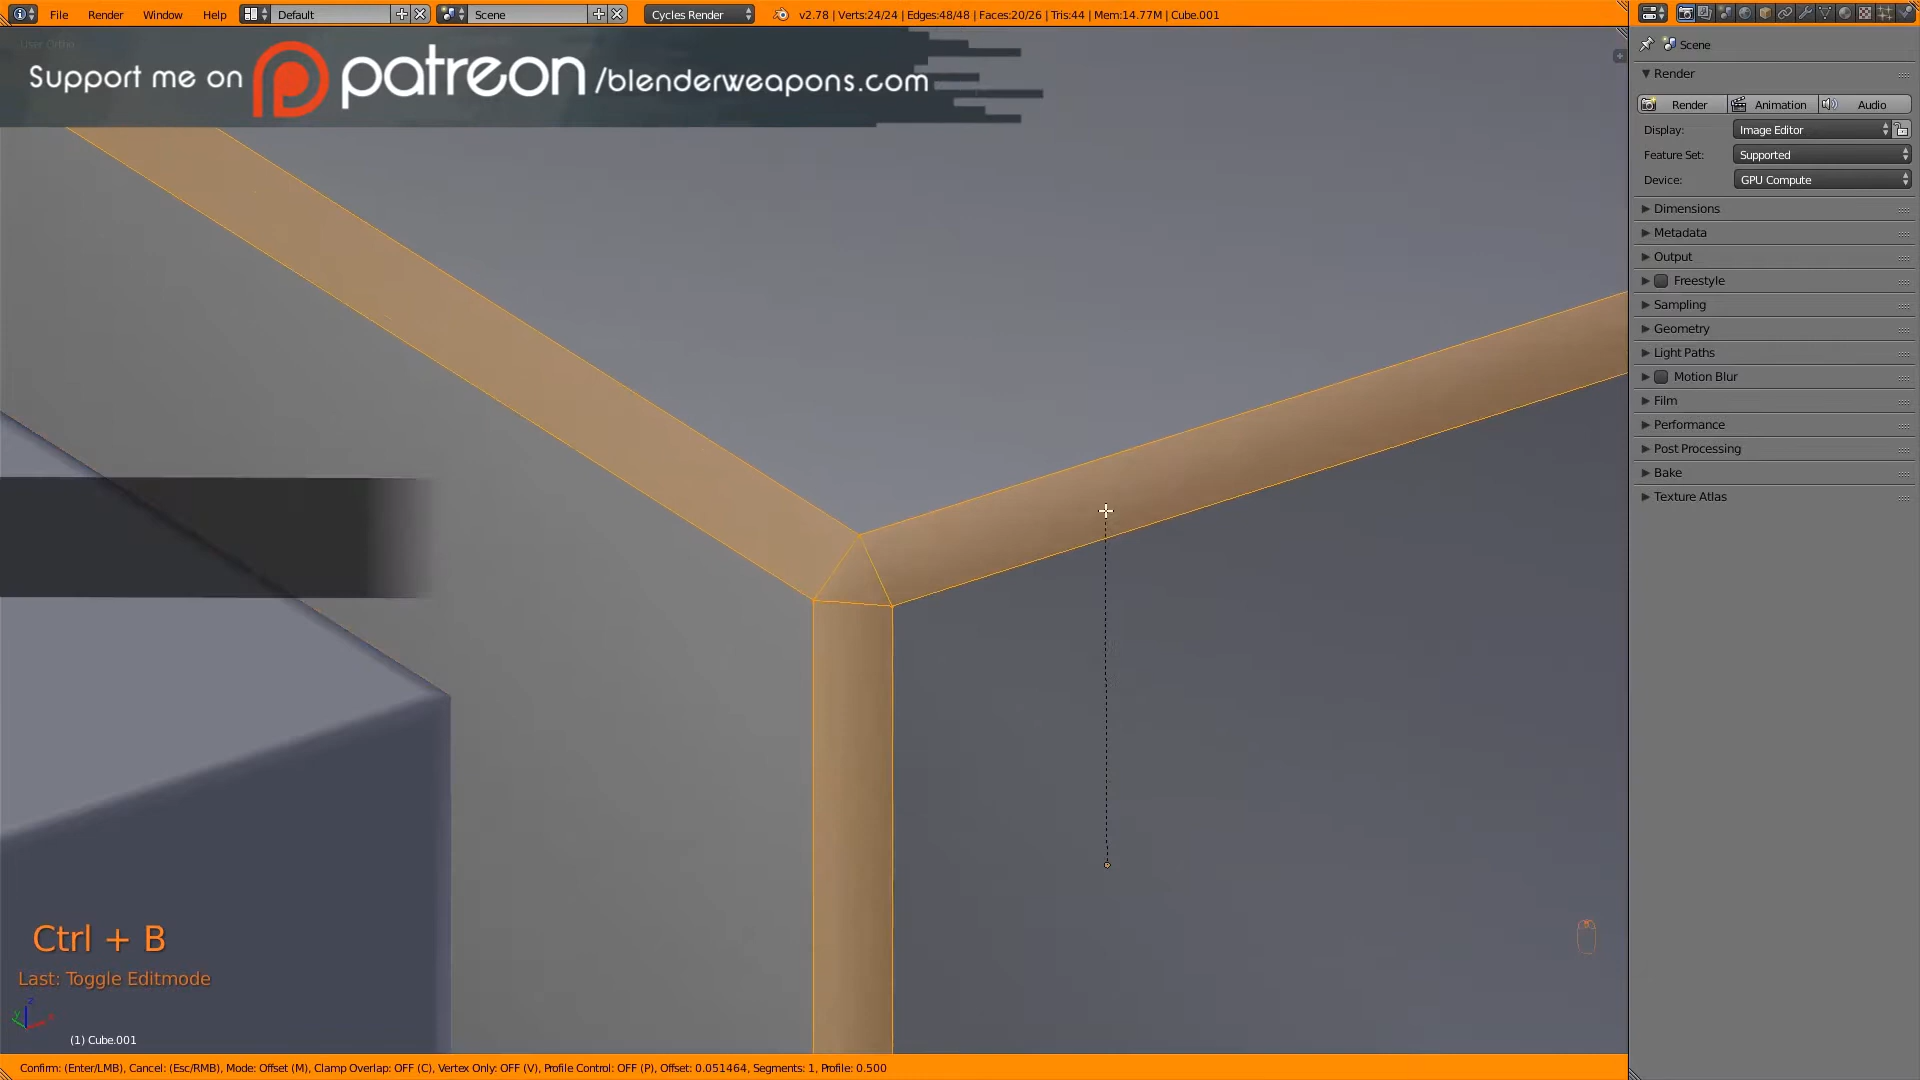 File Render Window Help Default Scene Cycles Render v2.78 | Verts:24/24 | Edges:48/48 | Faces:20/26 | Tris:44 | Mem:14.77M | Cube.001
User Ortho
Support me on patreon /blenderweapons.com
Scene
Render
Render Animation Audio
Display: Image Editor
Feature Set: Supported
Device: GPU Compute
Dimensions
Metadata
Output
Freestyle
Sampling
Geometry
Light Paths
Motion Blur
Film
Performance
Post Processing
Bake
Texture Atlas
Ctrl + B
Last: Toggle Editmode
(1) Cube.001
Confirm: (Enter/LMB), Cancel: (Esc/RMB), Mode: Offset (M), Clamp Overlap: OFF (C), Vertex Only: OFF (V), Profile Control: OFF (P), Offset: 0.051464, Segments: 1, Profile: 0.500